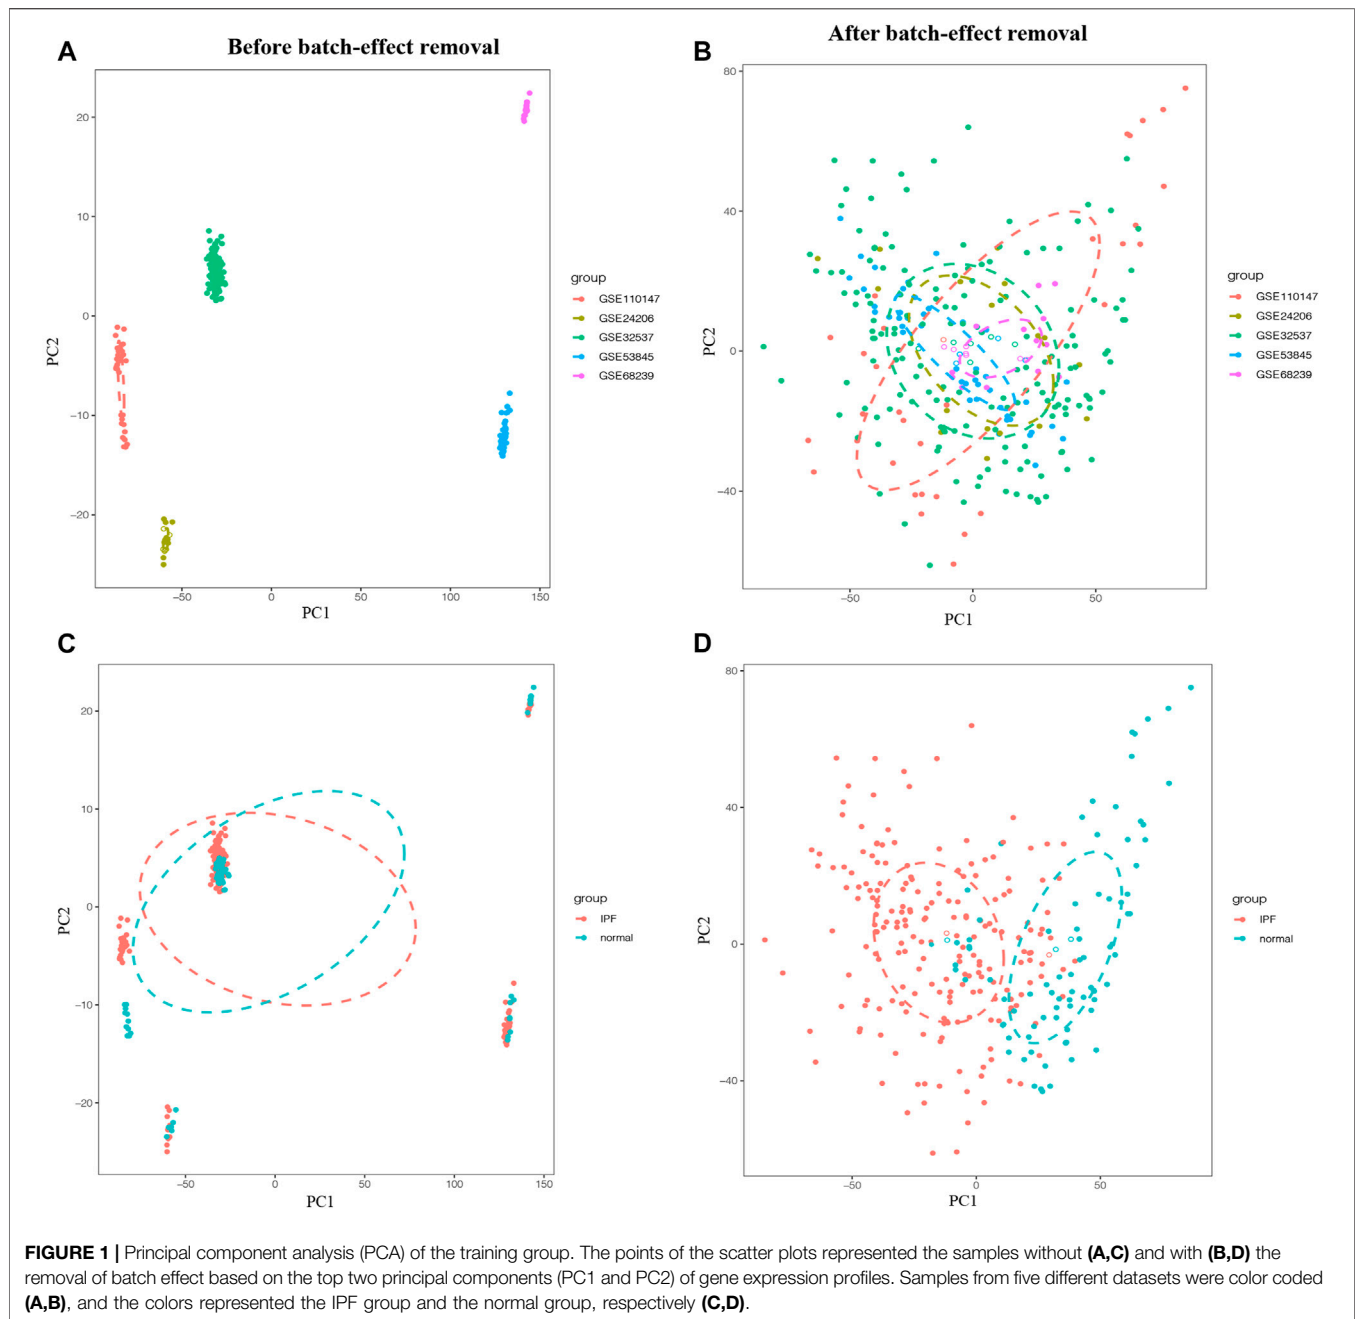 A
Before batch-effect removal
20
10
0
−10
−20
PC2
−50
0
50
100
150
PC1
group
GSE110147
GSE24206
GSE32537
GSE53845
GSE68239
B
After batch-effect removal
80
40
0
−40
PC2
−50
0
50
PC1
group
GSE110147
GSE24206
GSE32537
GSE53845
GSE68239
C
20
10
0
−10
−20
PC2
−50
0
50
100
150
PC1
group
IPF
normal
D
80
40
0
−40
PC2
−50
0
50
PC1
group
IPF
normal
FIGURE 1 | Principal component analysis (PCA) of the training group. The points of the scatter plots represented the samples without (A,C) and with (B,D) the
removal of batch effect based on the top two principal components (PC1 and PC2) of gene expression profiles. Samples from five different datasets were color coded
(A,B), and the colors represented the IPF group and the normal group, respectively (C,D).